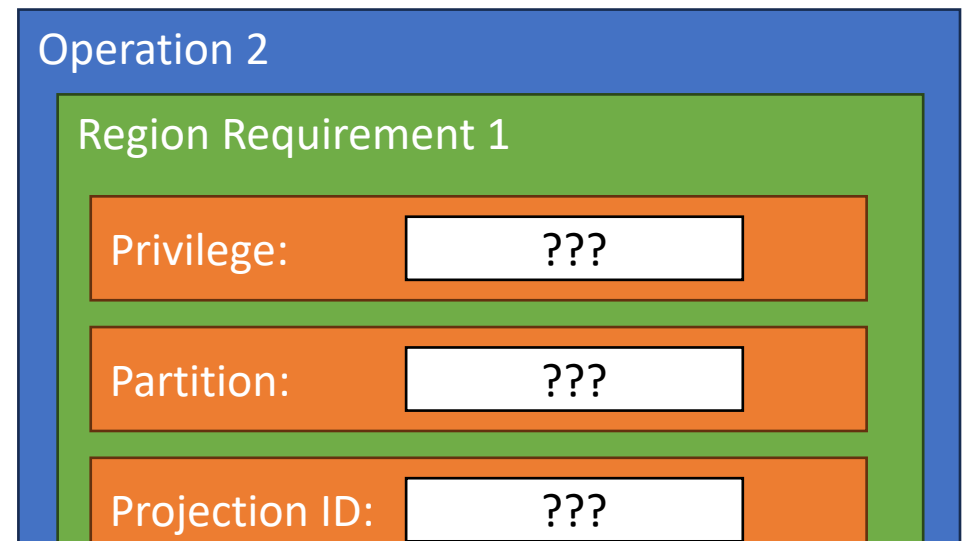 Operation 2
Region Requirement 1
Privilege: ???
Partition: ???
Projection ID: ???